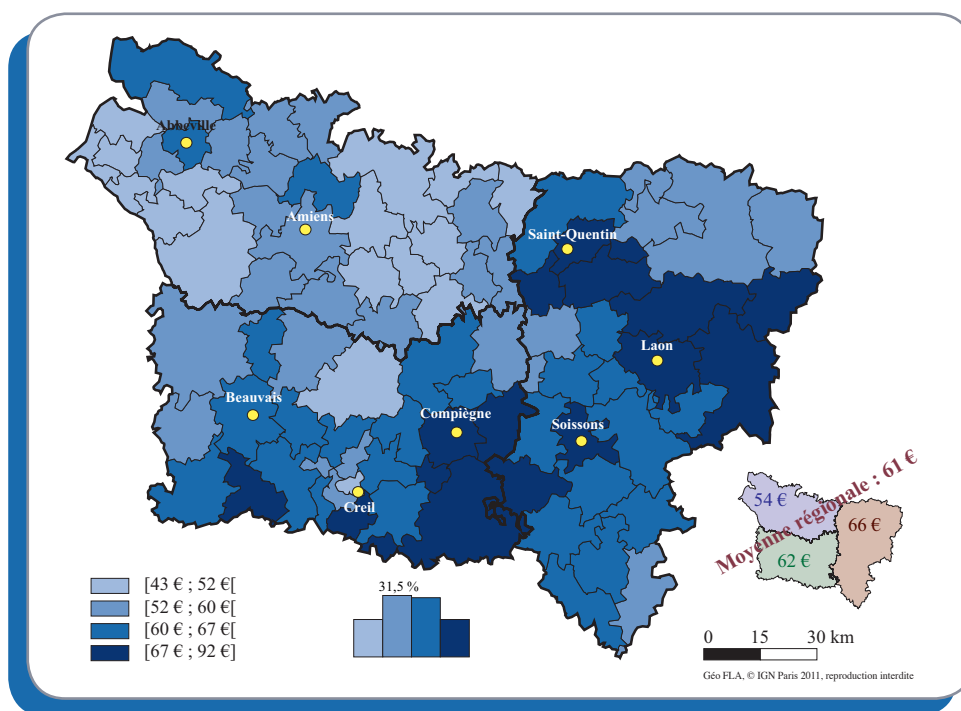 Abbeville
Amiens
Saint-Quentin
Laon
Beauvais
Compiègne
Soissons
Creil
Moyenne régionale : 61 €
54 €
66 €
62 €
[43 € ; 52 €[
[52 € ; 60 €[
[60 € ; 67 €[
[67 € ; 92 €]
31,5 %
0 15 30 km
Géo FLA, © IGN Paris 2011, reproduction interdite